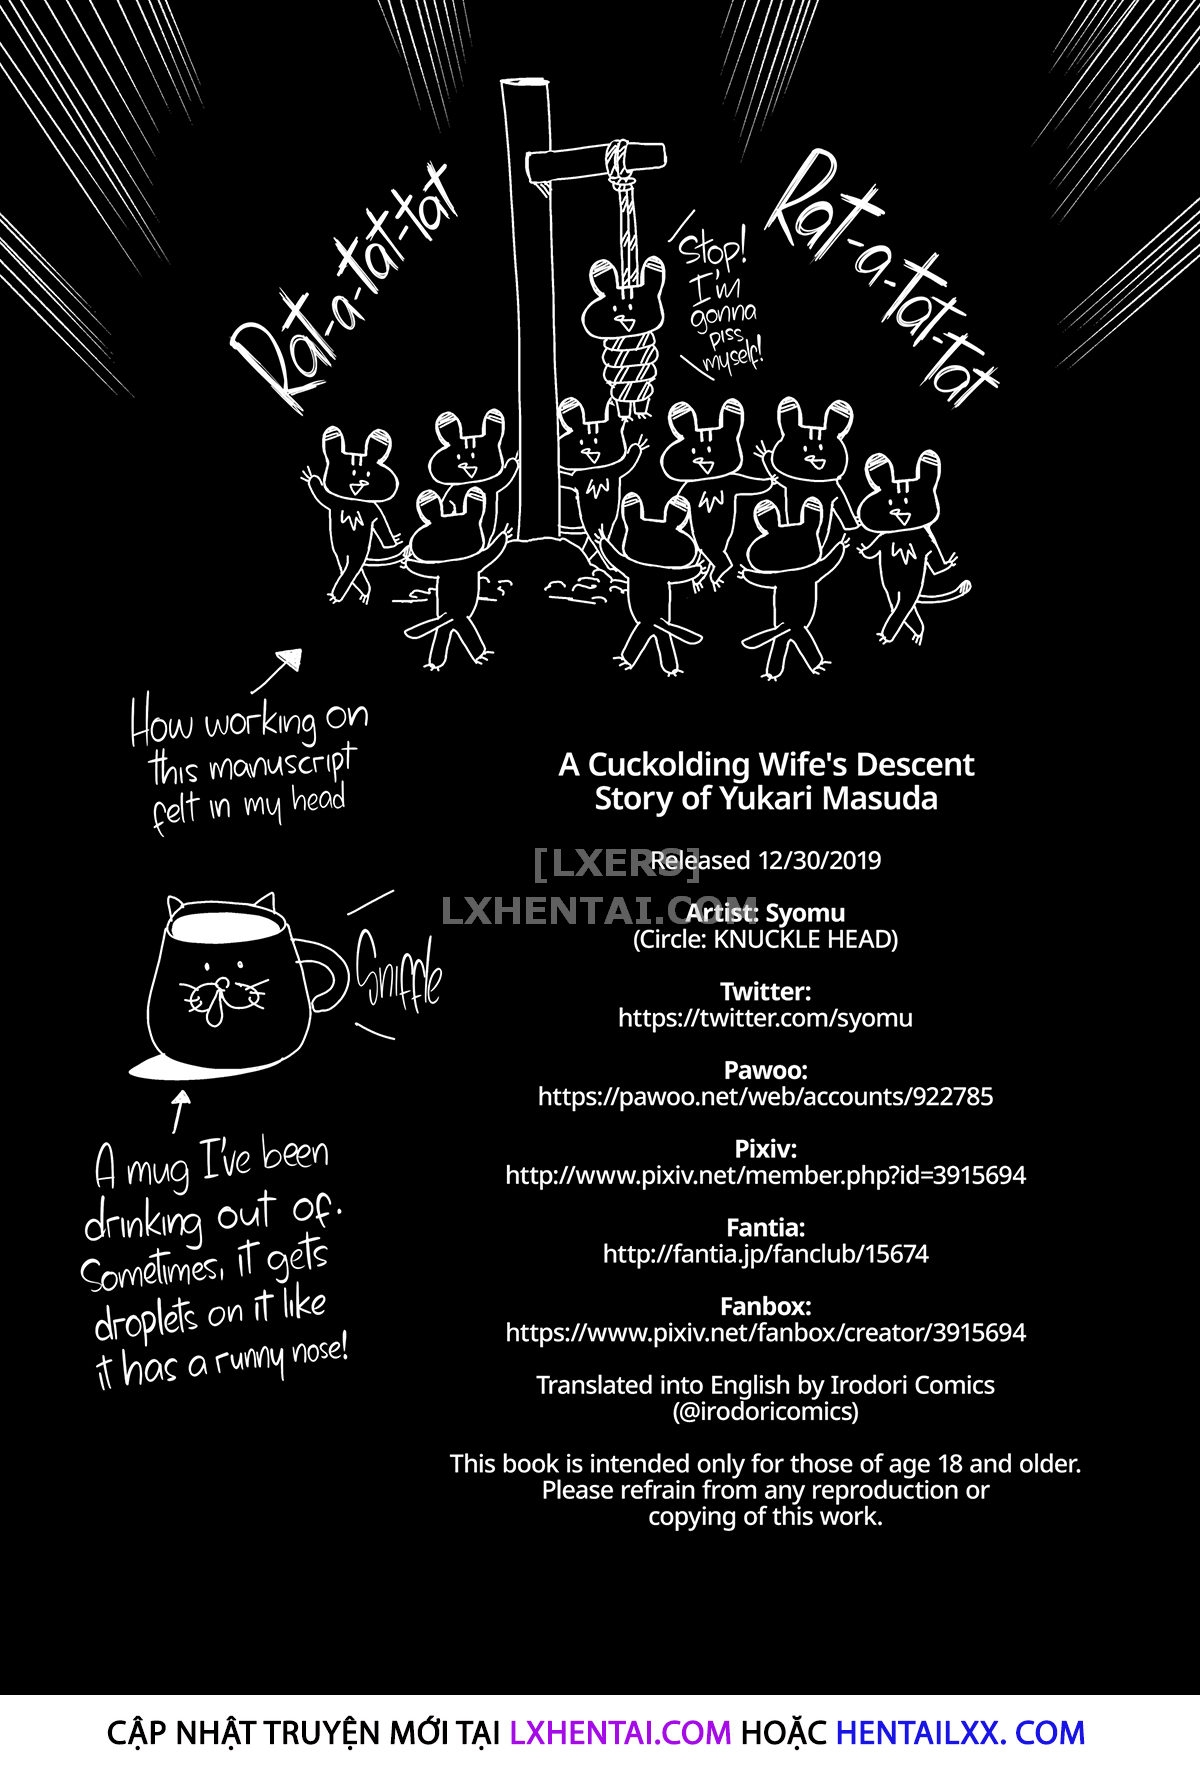 Rat-a-tat-tat
Rat-a-tat-tat
Stop!
I'm
gonna
piss
myself!
How working on
this manuscript
felt in my head
A Cuckolding Wife's Descent
Story of Yukari Masuda
Released 12/30/2019
[LXERS]
LXHENTAI.COM
Artist: Syomu
(Circle: KNUCKLE HEAD)
Sniffle
Twitter:
https://twitter.com/syomu
Pawoo:
https://pawoo.net/web/accounts/922785
A mug I've been
drinking out of.
Sometimes, it gets
droplets on it like
it has a runny nose!
Pixiv:
http://www.pixiv.net/member.php?id=3915694
Fantia:
http://fantia.jp/fanclub/15674
Fanbox:
https://www.pixiv.net/fanbox/creator/3915694
Translated into English by Irodori Comics
(@irodoricomics)
This book is intended only for those of age 18 and older.
Please refrain from any reproduction or
copying of this work.
CẬP NHẬT TRUYỆN MỚI TẠI LXHENTAI.COM HOẶC HENTAILXX. COM